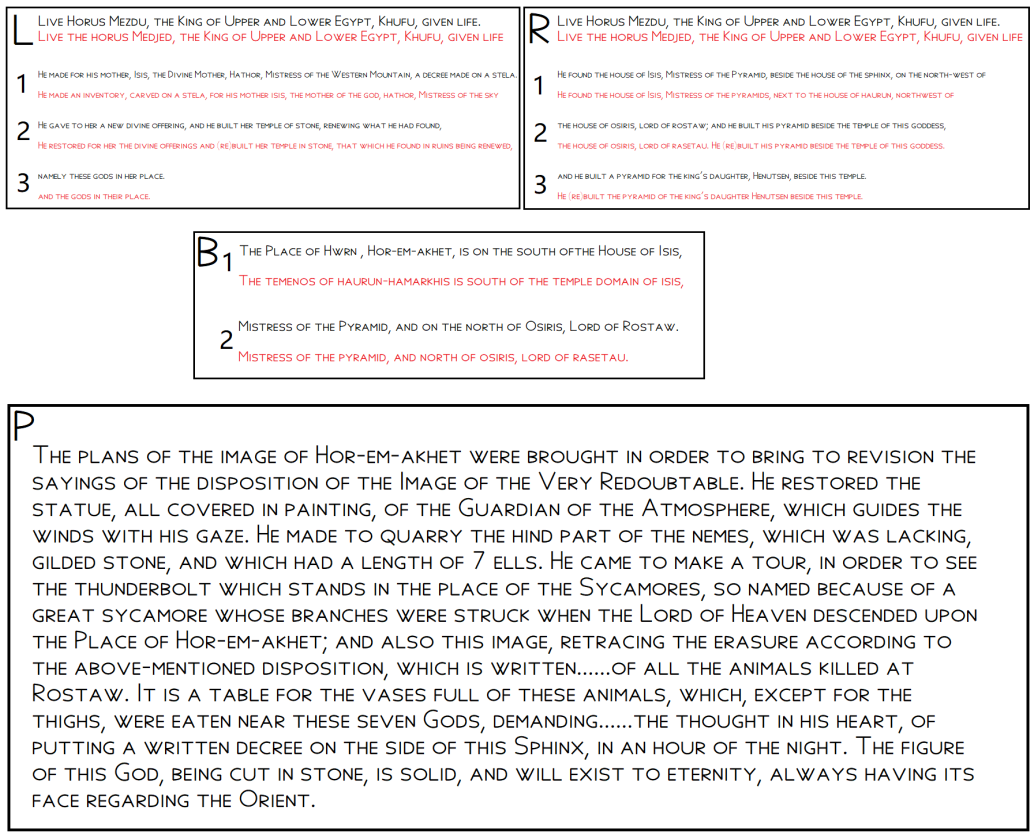 L LIVE HORUS MEZDU, THE KING OF UPPER AND LOWER EGYPT, KHUFU, GIVEN LIFE.
LIVE THE HORUS MEDJED, THE KING OF UPPER AND LOWER EGYPT, KHUFU, GIVEN LIFE
1 HE MADE FOR HIS MOTHER, ISIS, THE DIVINE MOTHER, HATHOR, MISTRESS OF THE WESTERN MOUNTAIN, A DECREE MADE ON A STELA.
HE MADE AN INVENTORY, CARVED ON A STELA, FOR HIS MOTHER ISIS, THE MOTHER OF THE GOD, HATHOR, MISTRESS OF THE SKY
2 HE GAVE TO HER A NEW DIVINE OFFERING, AND HE BUILT HER TEMPLE OF STONE, RENEWING WHAT HE HAD FOUND,
HE RESTORED FOR HER THE DIVINE OFFERINGS AND (RE)BUILT HER TEMPLE IN STONE, THAT WHICH HE FOUND IN RUINS BEING RENEWED,
3 NAMELY THESE GODS IN HER PLACE.
AND THE GODS IN THEIR PLACE.
R LIVE HORUS MEZDU, THE KING OF UPPER AND LOWER EGYPT, KHUFU, GIVEN LIFE.
LIVE THE HORUS MEDJED, THE KING OF UPPER AND LOWER EGYPT, KHUFU, GIVEN LIFE
1 HE FOUND THE HOUSE OF ISIS, MISTRESS OF THE PYRAMID, BESIDE THE HOUSE OF THE SPHINX, ON THE NORTH-WEST OF
HE FOUND THE HOUSE OF ISIS, MISTRESS OF THE PYRAMIDS, NEXT TO THE HOUSE OF HAURUN, NORTHWEST OF
2 THE HOUSE OF OSIRIS, LORD OF ROSTAW; AND HE BUILT HIS PYRAMID BESIDE THE TEMPLE OF THIS GODDESS,
THE HOUSE OF OSIRIS, LORD OF RASETAU. HE (RE)BUILT HIS PYRAMID BESIDE THE TEMPLE OF THIS GODDESS.
3 AND HE BUILT A PYRAMID FOR THE KING'S DAUGHTER, HENUTSEN, BESIDE THIS TEMPLE.
HE (RE)BUILT THE PYRAMID OF THE KING'S DAUGHTER HENUTSEN BESIDE THIS TEMPLE.
B1 THE PLACE OF HWRN , HOR-EM-AKHET, IS ON THE SOUTH OFTHE HOUSE OF ISIS,
THE TEMENOS OF HAURUN-HAMARKHIS IS SOUTH OF THE TEMPLE DOMAIN OF ISIS,
2 MISTRESS OF THE PYRAMID, AND ON THE NORTH OF OSIRIS, LORD OF ROSTAW.
MISTRESS OF THE PYRAMID, AND NORTH OF OSIRIS, LORD OF RASETAU.
P
THE PLANS OF THE IMAGE OF HOR-EM-AKHET WERE BROUGHT IN ORDER TO BRING TO REVISION THE
SAYINGS OF THE DISPOSITION OF THE IMAGE OF THE VERY REDOUBTABLE. HE RESTORED THE
STATUE, ALL COVERED IN PAINTING, OF THE GUARDIAN OF THE ATMOSPHERE, WHICH GUIDES THE
WINDS WITH HIS GAZE. HE MADE TO QUARRY THE HIND PART OF THE NEMES, WHICH WAS LACKING,
GILDED STONE, AND WHICH HAD A LENGTH OF 7 ELLS. HE CAME TO MAKE A TOUR, IN ORDER TO SEE
THE THUNDERBOLT WHICH STANDS IN THE PLACE OF THE SYCAMORES, SO NAMED BECAUSE OF A
GREAT SYCAMORE WHOSE BRANCHES WERE STRUCK WHEN THE LORD OF HEAVEN DESCENDED UPON
THE PLACE OF HOR-EM-AKHET; AND ALSO THIS IMAGE, RETRACING THE ERASURE ACCORDING TO
THE ABOVE-MENTIONED DISPOSITION, WHICH IS WRITTEN......OF ALL THE ANIMALS KILLED AT
ROSTAW. IT IS A TABLE FOR THE VASES FULL OF THESE ANIMALS, WHICH, EXCEPT FOR THE
THIGHS, WERE EATEN NEAR THESE SEVEN GODS, DEMANDING......THE THOUGHT IN HIS HEART, OF
PUTTING A WRITTEN DECREE ON THE SIDE OF THIS SPHINX, IN AN HOUR OF THE NIGHT. THE FIGURE
OF THIS GOD, BEING CUT IN STONE, IS SOLID, AND WILL EXIST TO ETERNITY, ALWAYS HAVING ITS
FACE REGARDING THE ORIENT.